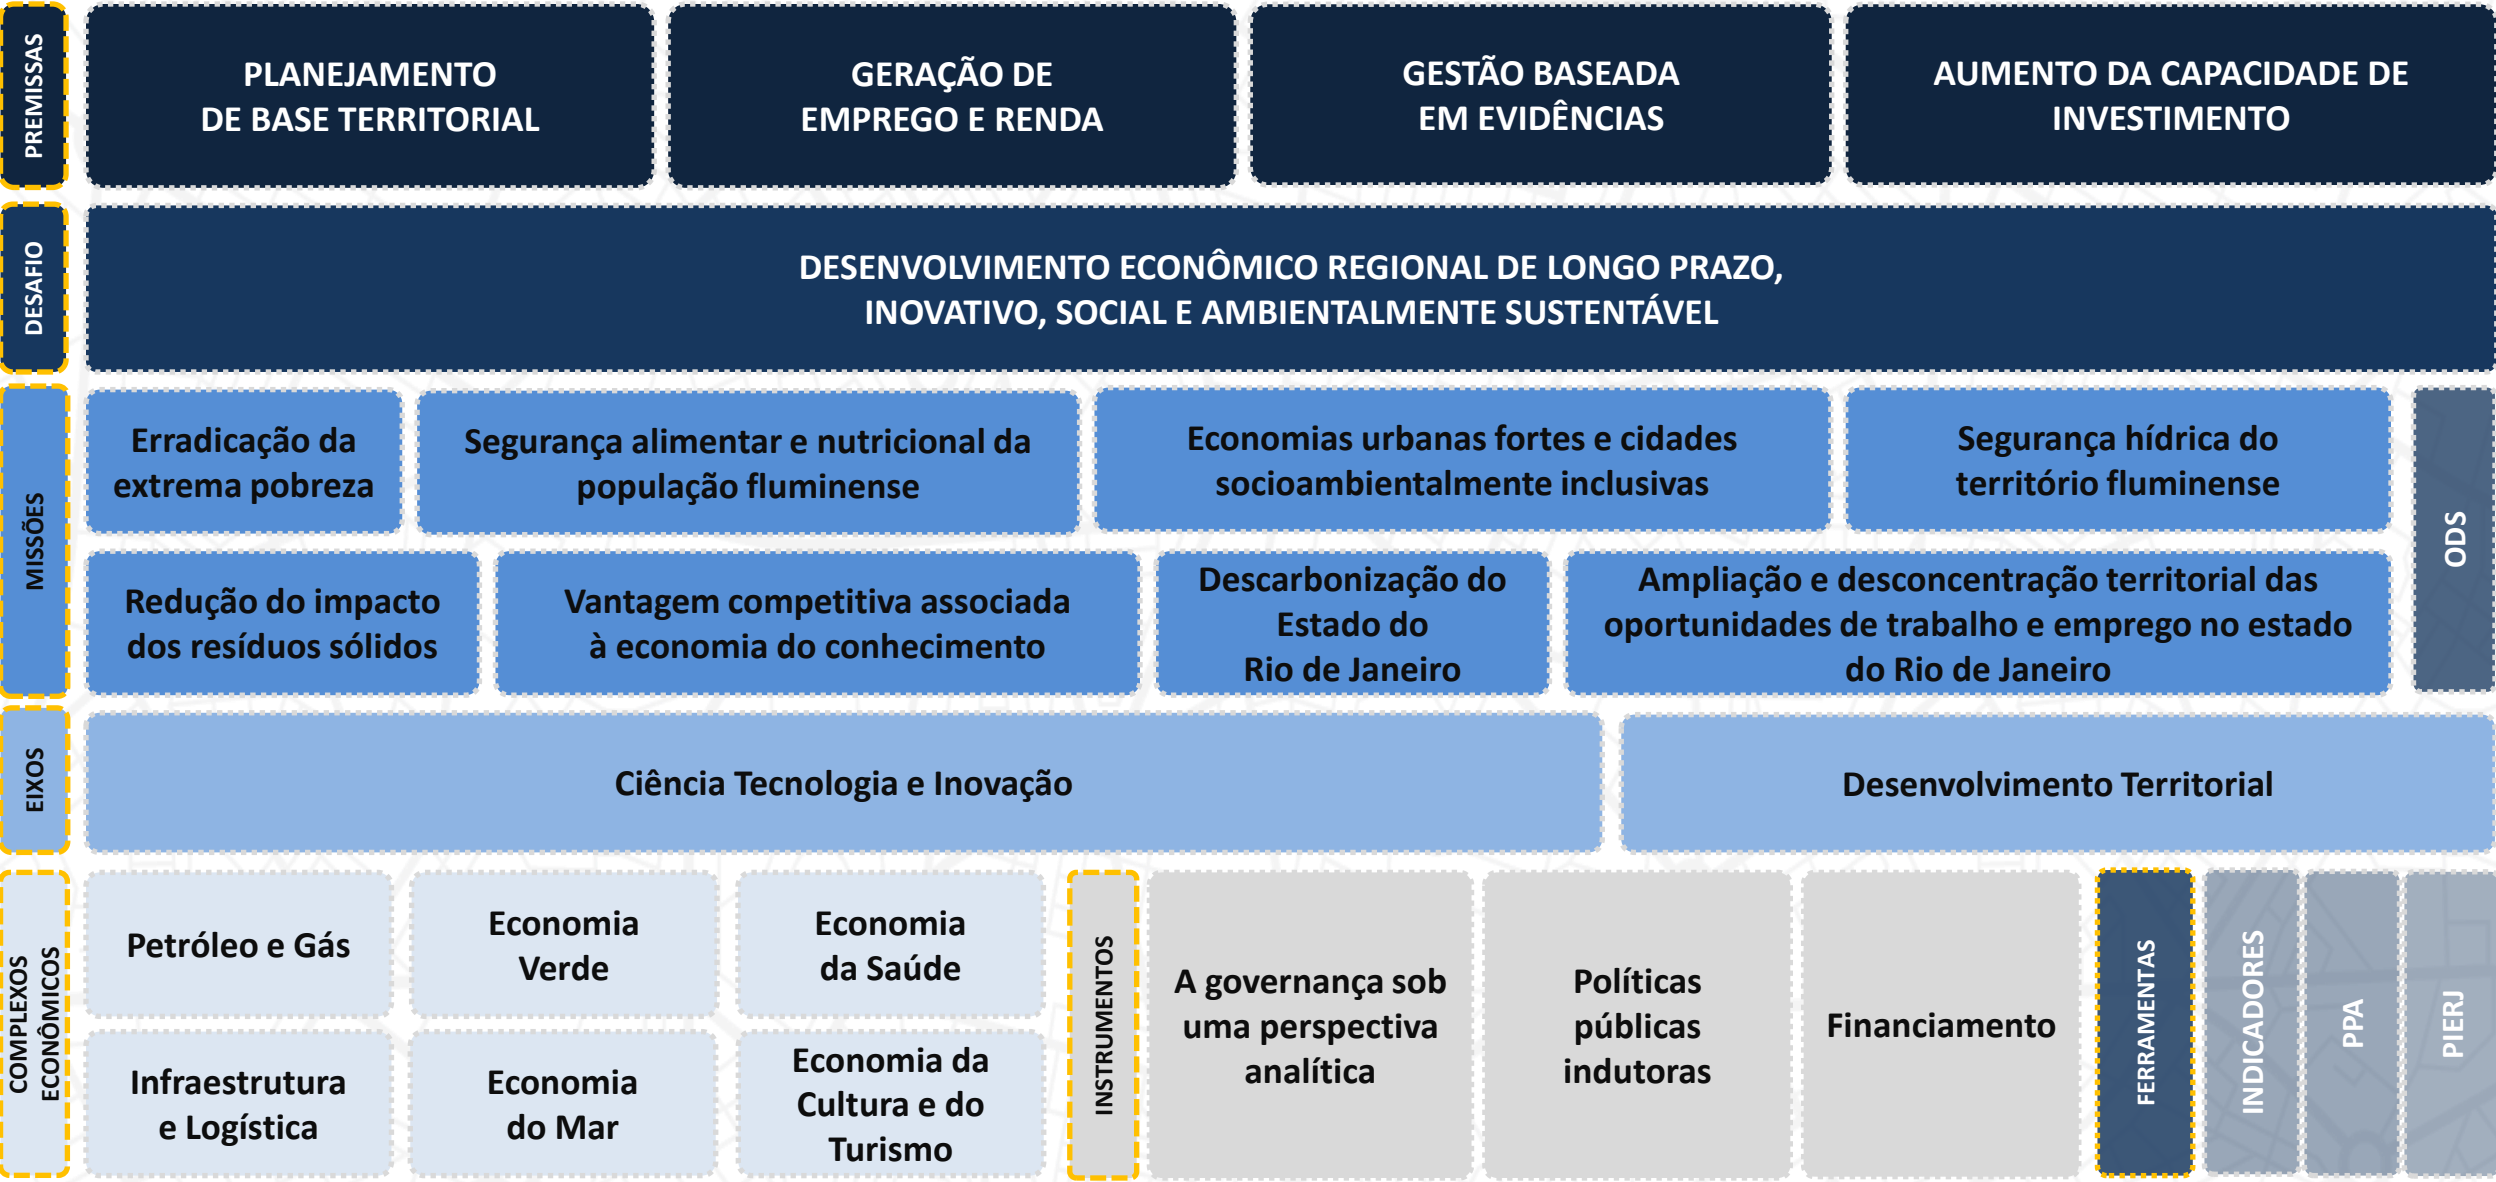 PREMISSAS
PLANEJAMENTO
DE BASE TERRITORIAL
GERAÇÃO DE
EMPREGO E RENDA
GESTÃO BASEADA
EM EVIDÊNCIAS
AUMENTO DA CAPACIDADE DE
INVESTIMENTO
DESAFIO
DESENVOLVIMENTO ECONÔMICO REGIONAL DE LONGO PRAZO,
INOVATIVO, SOCIAL E AMBIENTALMENTE SUSTENTÁVEL
MISSÕES
Erradicação da
extrema pobreza
Segurança alimentar e nutricional da
população fluminense
Economias urbanas fortes e cidades
socioambientalmente inclusivas
Segurança hídrica do
território fluminense
ODS
Redução do impacto
dos resíduos sólidos
Vantagem competitiva associada
à economia do conhecimento
Descarbonização do
Estado do
Rio de Janeiro
Ampliação e desconcentração territorial das
oportunidades de trabalho e emprego no estado
do Rio de Janeiro
EIXOS
Ciência Tecnologia e Inovação
Desenvolvimento Territorial
COMPLEXOS
ECONÔMICOS
Petróleo e Gás
Economia
Verde
Economia
da Saúde
Infraestrutura
e Logística
Economia
do Mar
Economia da
Cultura e do
Turismo
INSTRUMENTOS
A governança sob
uma perspectiva
analítica
Políticas
públicas
indutoras
Financiamento
FERRAMENTAS
INDICADORES
PPA
PIERJ